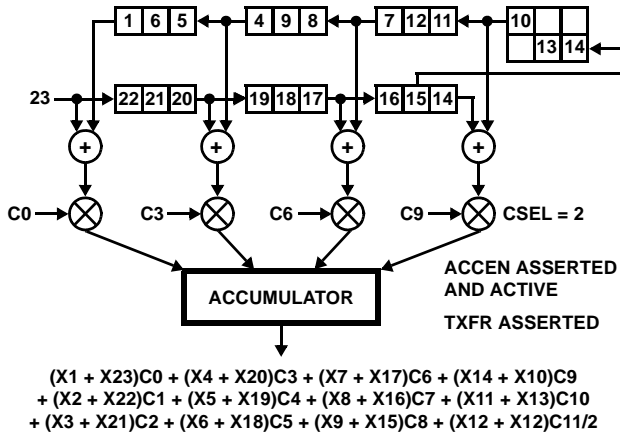 1 6 5 4 9 8 7 12 11 10
13 14
23 22 21 20 19 18 17 16 15 14
+ + + +
C0 C3 C6 C9 CSEL = 2
ACCUMULATOR
ACCEN ASSERTED
AND ACTIVE
TXFR ASSERTED
(X1 + X23)C0 + (X4 + X20)C3 + (X7 + X17)C6 + (X14 + X10)C9
+ (X2 + X22)C1 + (X5 + X19)C4 + (X8 + X16)C7 + (X11 + X13)C10
+ (X3 + X21)C2 + (X6 + X18)C5 + (X9 + X15)C8 + (X12 + X12)C11/2